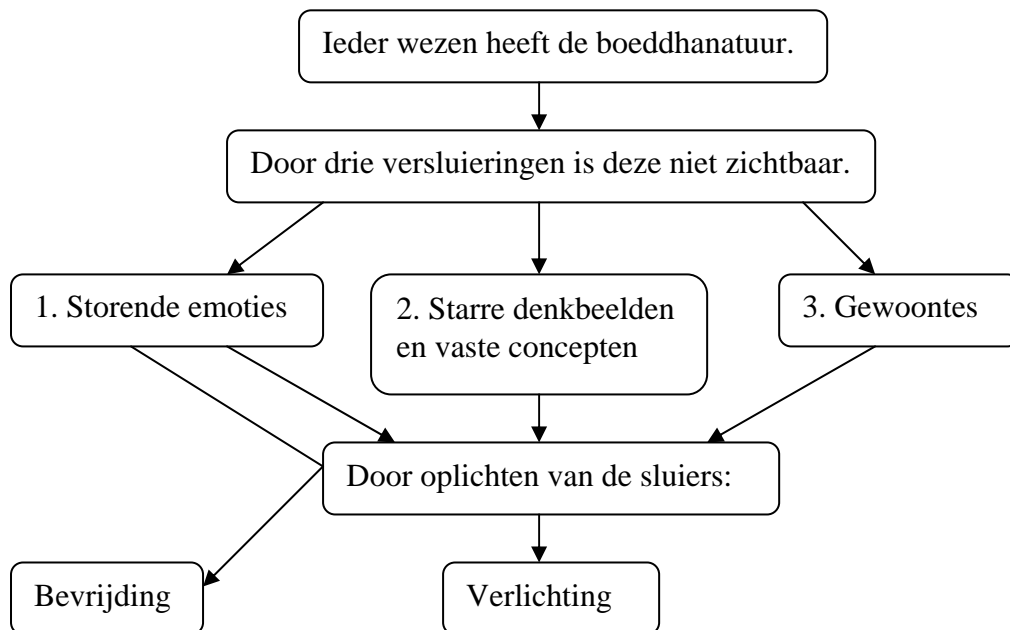 Ieder wezen heeft de boeddhanatuur.
Door drie versluieringen is deze niet zichtbaar.
1. Storende emoties
2. Starre denkbeelden
en vaste concepten
3. Gewoontes
Door oplichten van de sluiers:
Bevrijding
Verlichting